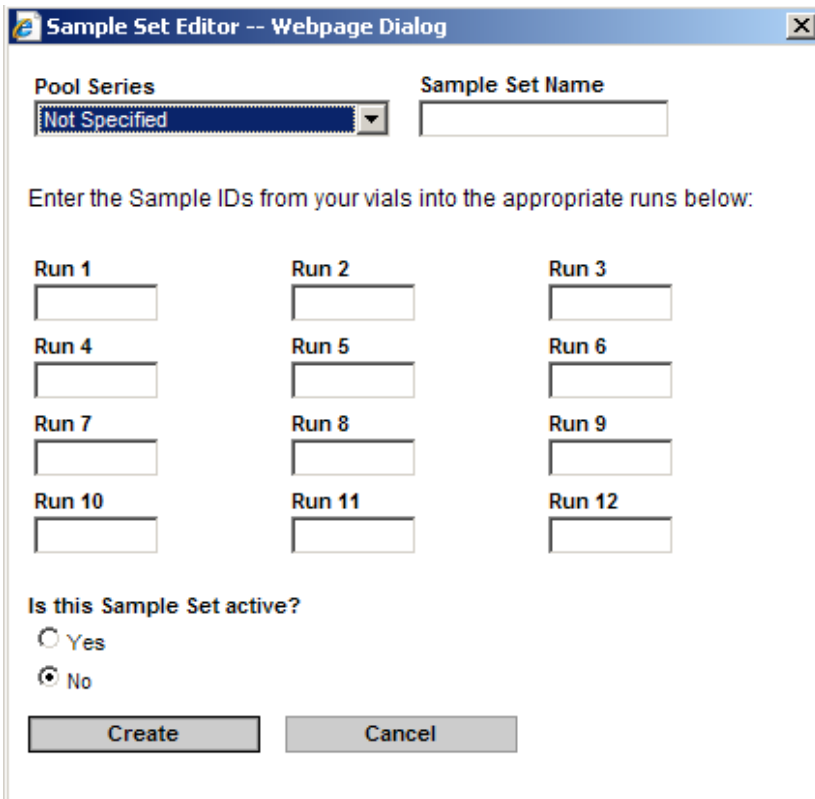 Sample Set Editor -- Webpage Dialog
Pool Series Sample Set Name
Not Specified
Enter the Sample IDs from your vials into the appropriate runs below:
Run 1 Run 2 Run 3
Run 4 Run 5 Run 6
Run 7 Run 8 Run 9
Run 10 Run 11 Run 12
Is this Sample Set active?
Yes
No
Create Cancel